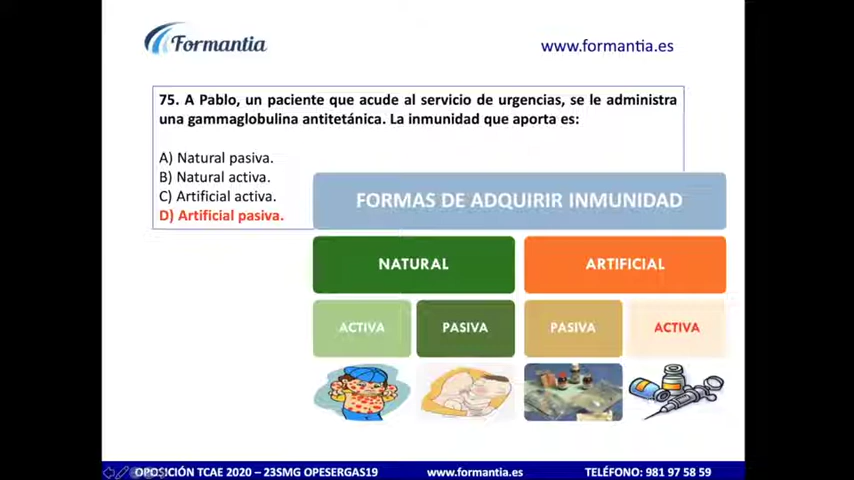 Formantia
www.formantia.es
75. A Pablo, un paciente que acude al servicio de urgencias, se le administra
una gammaglobulina antitetánica. La inmunidad que aporta es:
A) Natural pasiva.
B) Natural activa.
C) Artificial activa.
D) Artificial pasiva.
FORMAS DE ADQUIRIR INMUNIDAD
NATURAL
ARTIFICIAL
ACTIVA
PASIVA
PASIVA
ACTIVA
OPOSICIÓN TCAE 2020 – 23SMG OPESERGAS19
www.formantia.es
TELÉFONO: 981 97 58 59